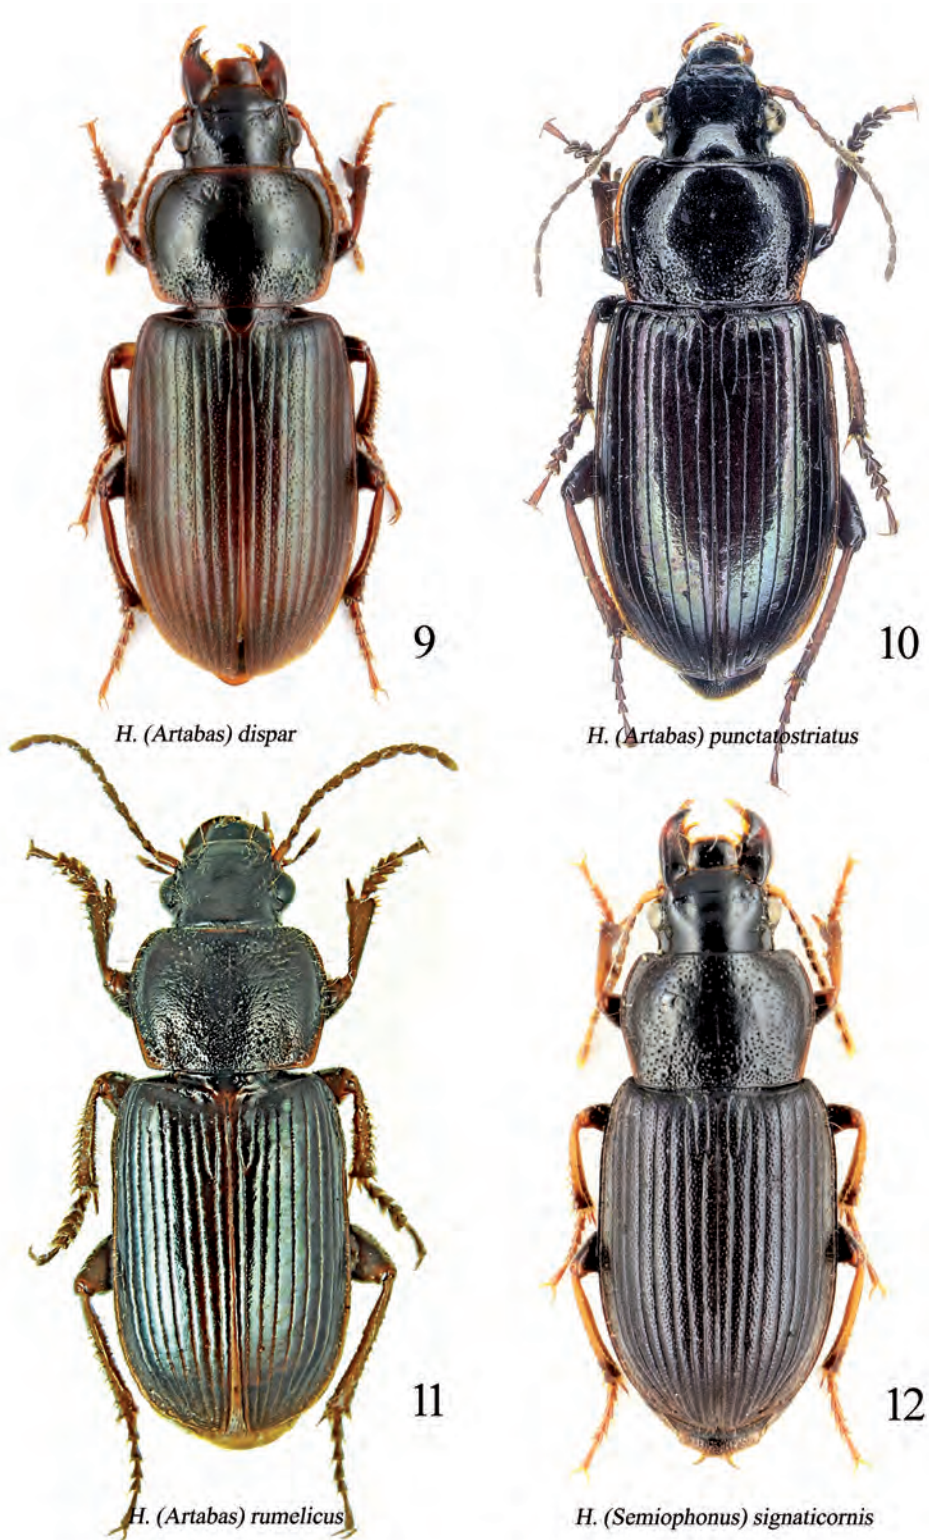 9
10
H. (Artabas) dispar
H. (Artabas) punctatostriatus
11
12
H. (Artabas) rumelicus
H. (Semiophonus) signaticornis